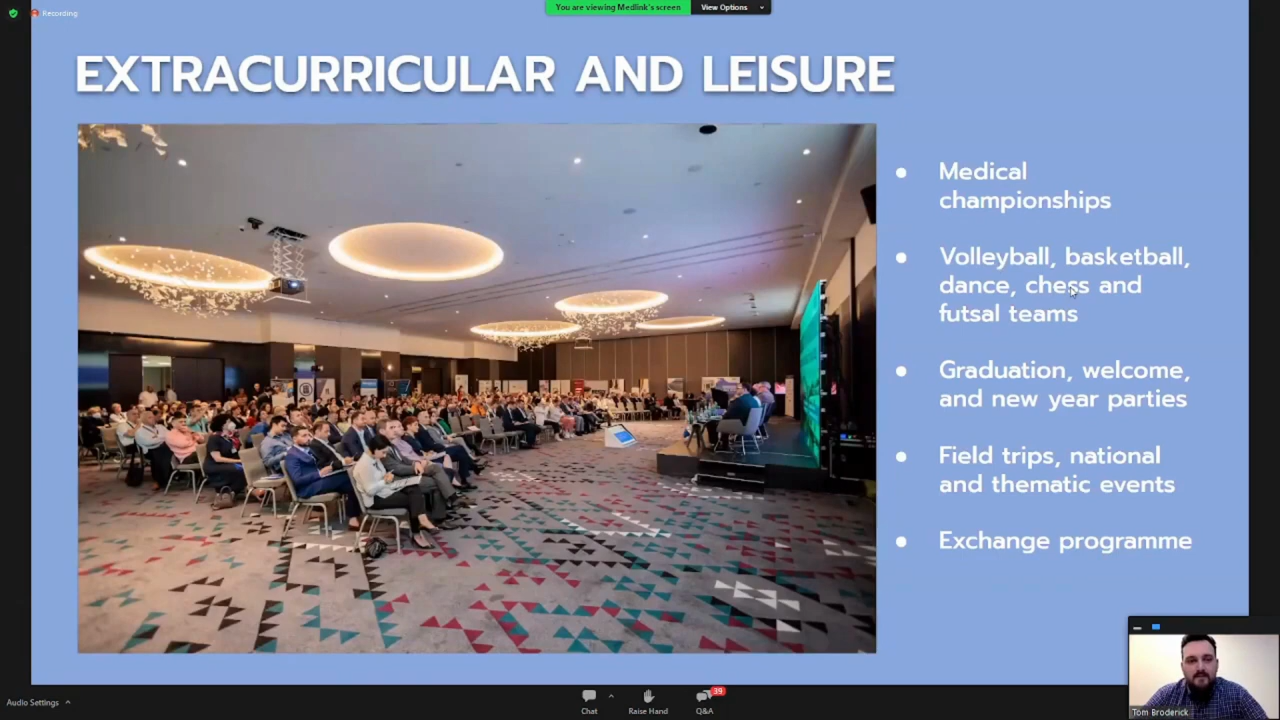 Recording
You are viewing Medlink's screen
View Options
EXTRACURRICULAR AND LEISURE
Medical
championships
Volleyball, basketball,
dance, chess and
futsal teams
Graduation, welcome,
and new year parties
Field trips, national
and thematic events
Exchange programme
Tom Broderick
Audio Settings
39
Chat
Raise Hand
Q&A